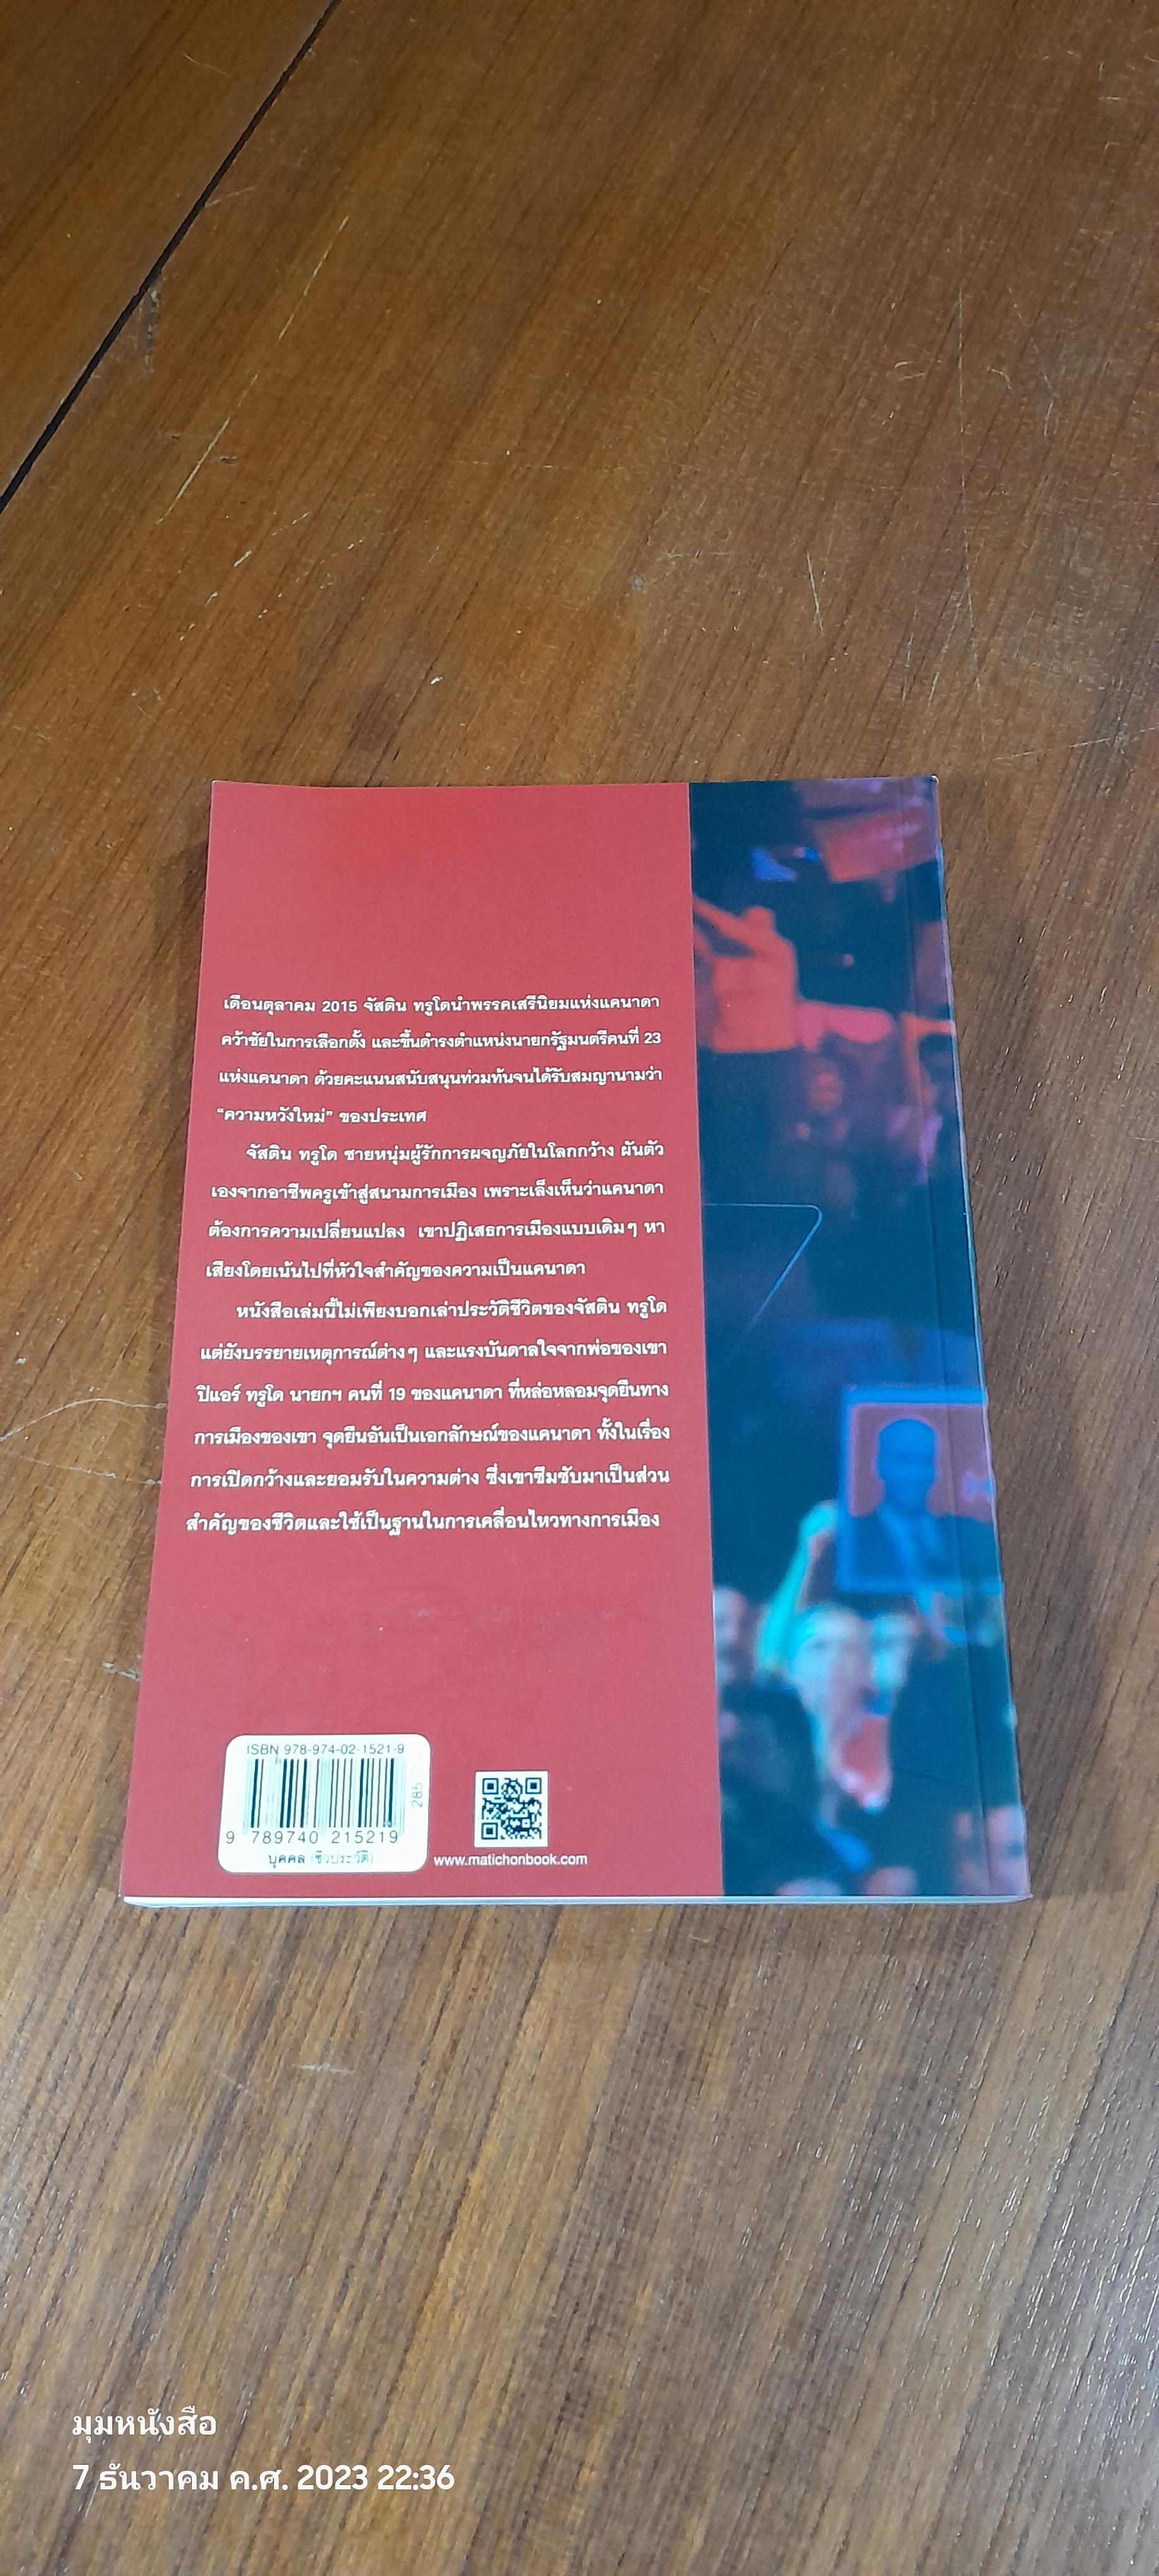 เดือนตุลาคม 2015 จัสติน ทรูโดนำพรรคเสรีนิยมแห่งแคนาดา
คว้าชัยในการเลือกตั้ง และขึ้นดำรงตำแหน่งนายกรัฐมนตรีคนที่ 23
แห่งแคนาดา ด้วยคะแนนสนับสนุนท่วมท้นจนได้รับสมญานามว่า
“ความหวังใหม่” ของประเทศ
จัสติน ทรูโด ชายหนุ่มผู้รักการผจญภัยในโลกกว้าง ผันตัว
เองจากอาชีพครูเข้าสู่สนามการเมือง เพราะเล็งเห็นว่าแคนาดา
ต้องการความเปลี่ยนแปลง เขาปฏิเสธการเมืองแบบเดิมๆ หา
เสียงโดยเน้นไปที่หัวใจสำคัญของความเป็นแคนาดา
หนังสือเล่มนี้ไม่เพียงบอกเล่าประวัติชีวิตของจัสติน ทรูโด
แต่ยังบรรยายเหตุการณ์ต่างๆ และแรงบันดาลใจจากพ่อของเขา
ปิแอร์ ทรูโด นายกฯ คนที่ 19 ของแคนาดา ที่หล่อหลอมจุดยืนทาง
การเมืองของเขา จุดยืนอันเป็นเอกลักษณ์ของแคนาดา ทั้งในเรื่อง
การเปิดกว้างและยอมรับในความต่าง ซึ่งเขาซึมซับมาเป็นส่วน
สำคัญของชีวิตและใช้เป็นฐานในการเคลื่อนไหวทางการเมือง
ISBN 978-974-02-1521-9
285
9 789740 215219
บุคคล (ชีวประวัติ)
www.matichonbook.com
มุมหนังสือ
7 ธันวาคม ค.ศ. 2023 22:36